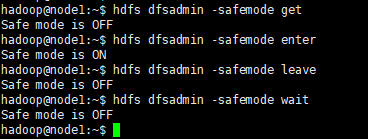 hadoop@node1:~$ hdfs dfsadmin -safemode get
Safe mode is OFF
hadoop@node1:~$ hdfs dfsadmin -safemode enter
Safe mode is ON
hadoop@node1:~$ hdfs dfsadmin -safemode leave
Safe mode is OFF
hadoop@node1:~$ hdfs dfsadmin -safemode wait
Safe mode is OFF
hadoop@node1:~$